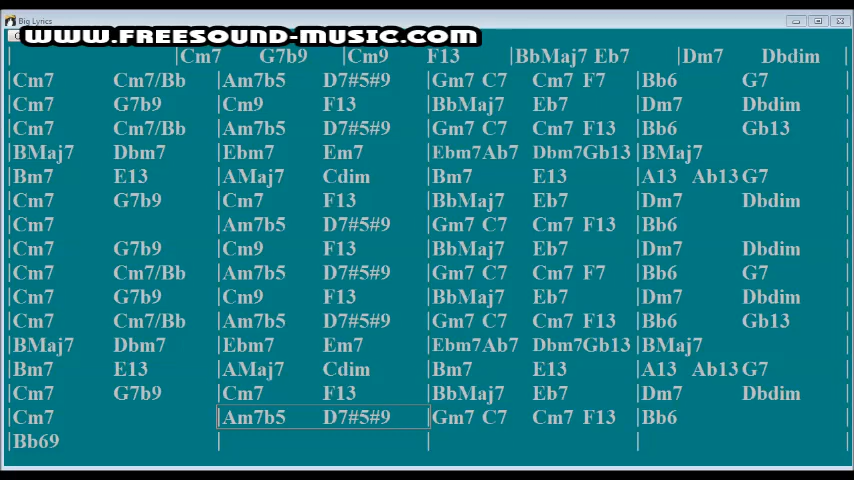 Big Lyrics
WWW.FREESOUND-MUSIC.COM
| |Cm7 G7b9 |Cm9 F13 |BbMaj7 Eb7 |Dm7 Dbdim |
|Cm7 Cm7/Bb |Am7b5 D7#5#9 |Gm7 C7 Cm7 F7 |Bb6 G7 |
|Cm7 G7b9 |Cm9 F13 |BbMaj7 Eb7 |Dm7 Dbdim |
|Cm7 Cm7/Bb |Am7b5 D7#5#9 |Gm7 C7 Cm7 F13 |Bb6 Gb13 |
|BMaj7 Dbm7 |Ebm7 Em7 |Ebm7Ab7 Dbm7Gb13 |BMaj7 |
|Bm7 E13 |AMaj7 Cdim |Bm7 E13 |A13 Ab13 G7 |
|Cm7 G7b9 |Cm7 F13 |BbMaj7 Eb7 |Dm7 Dbdim |
|Cm7 |Am7b5 D7#5#9 |Gm7 C7 Cm7 F13 |Bb6 |
|Cm7 G7b9 |Cm9 F13 |BbMaj7 Eb7 |Dm7 Dbdim |
|Cm7 Cm7/Bb |Am7b5 D7#5#9 |Gm7 C7 Cm7 F7 |Bb6 G7 |
|Cm7 G7b9 |Cm9 F13 |BbMaj7 Eb7 |Dm7 Dbdim |
|Cm7 Cm7/Bb |Am7b5 D7#5#9 |Gm7 C7 Cm7 F13 |Bb6 Gb13 |
|BMaj7 Dbm7 |Ebm7 Em7 |Ebm7Ab7 Dbm7Gb13 |BMaj7 |
|Bm7 E13 |AMaj7 Cdim |Bm7 E13 |A13 Ab13 G7 |
|Cm7 G7b9 |Cm7 F13 |BbMaj7 Eb7 |Dm7 Dbdim |
|Cm7 |Am7b5 D7#5#9 |Gm7 C7 Cm7 F13 |Bb6 |
|Bb69 | | | |